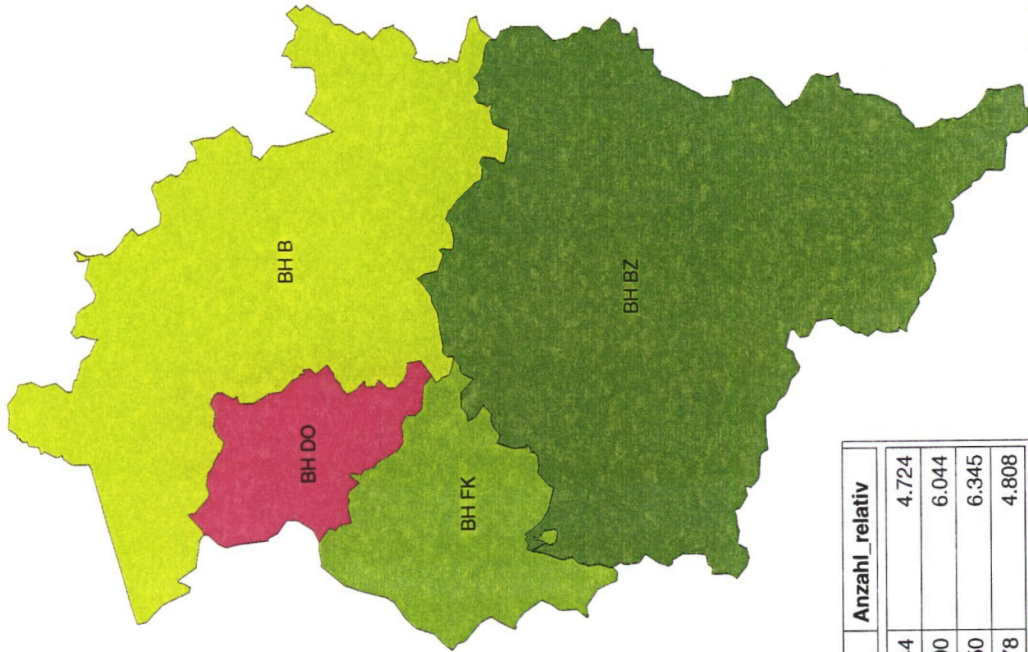 BH B
BH DO
BH FK
BH BZ
Anzahl_relativ
4.724
6.044
6.345
4.808